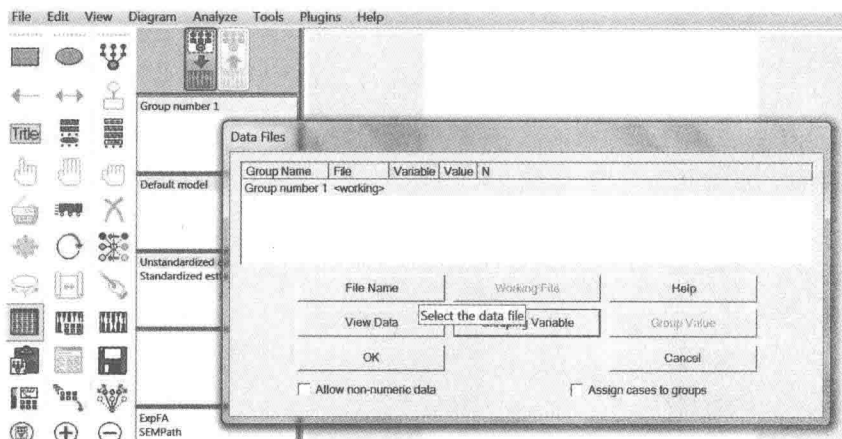 File Edit View Diagram Analyze Tools Plugins Help
Title
Group number 1
Default model
Unstandardized
Standardized est
ExpFA
SEMPath
Data Files
Group Name File Variable Value N
Group number 1 <working>
File Name Working File Help
View Data Variable Group Value
Select the data file
OK Cancel
Allow non-numeric data Assign cases to groups